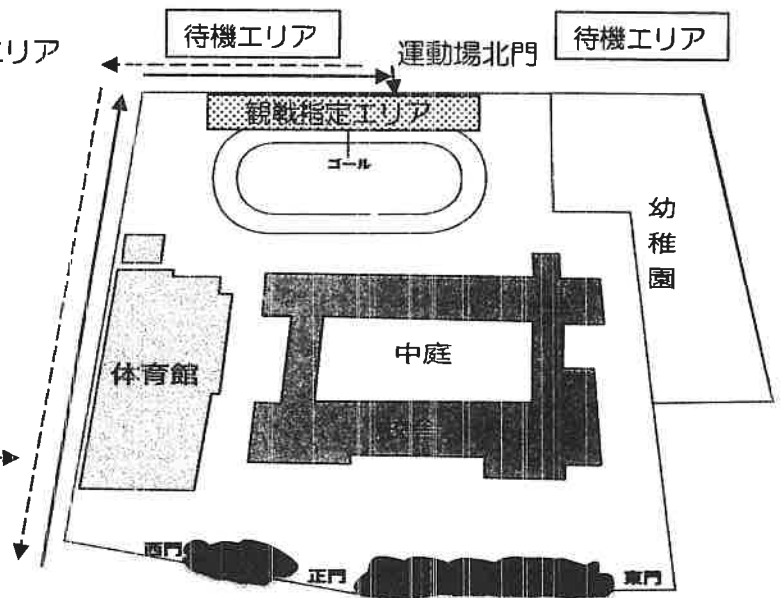 待機エリア
待機エリア
エリア
運動場北門
観戦指定エリア
ゴール
幼稚園
中庭
体育館
西門
正門
東門